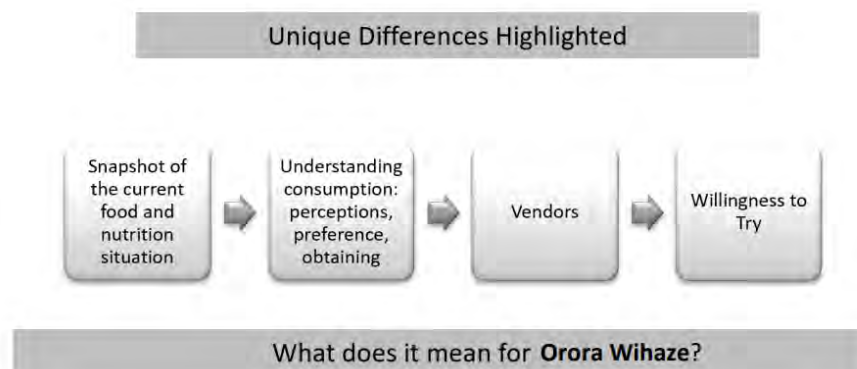 Unique Differences Highlighted
Snapshot of
the current
food and
nutrition
situation
Understanding
consumption:
perceptions,
preference,
obtaining
Vendors
Willingness to
Try
What does it mean for Orora Wihaze?